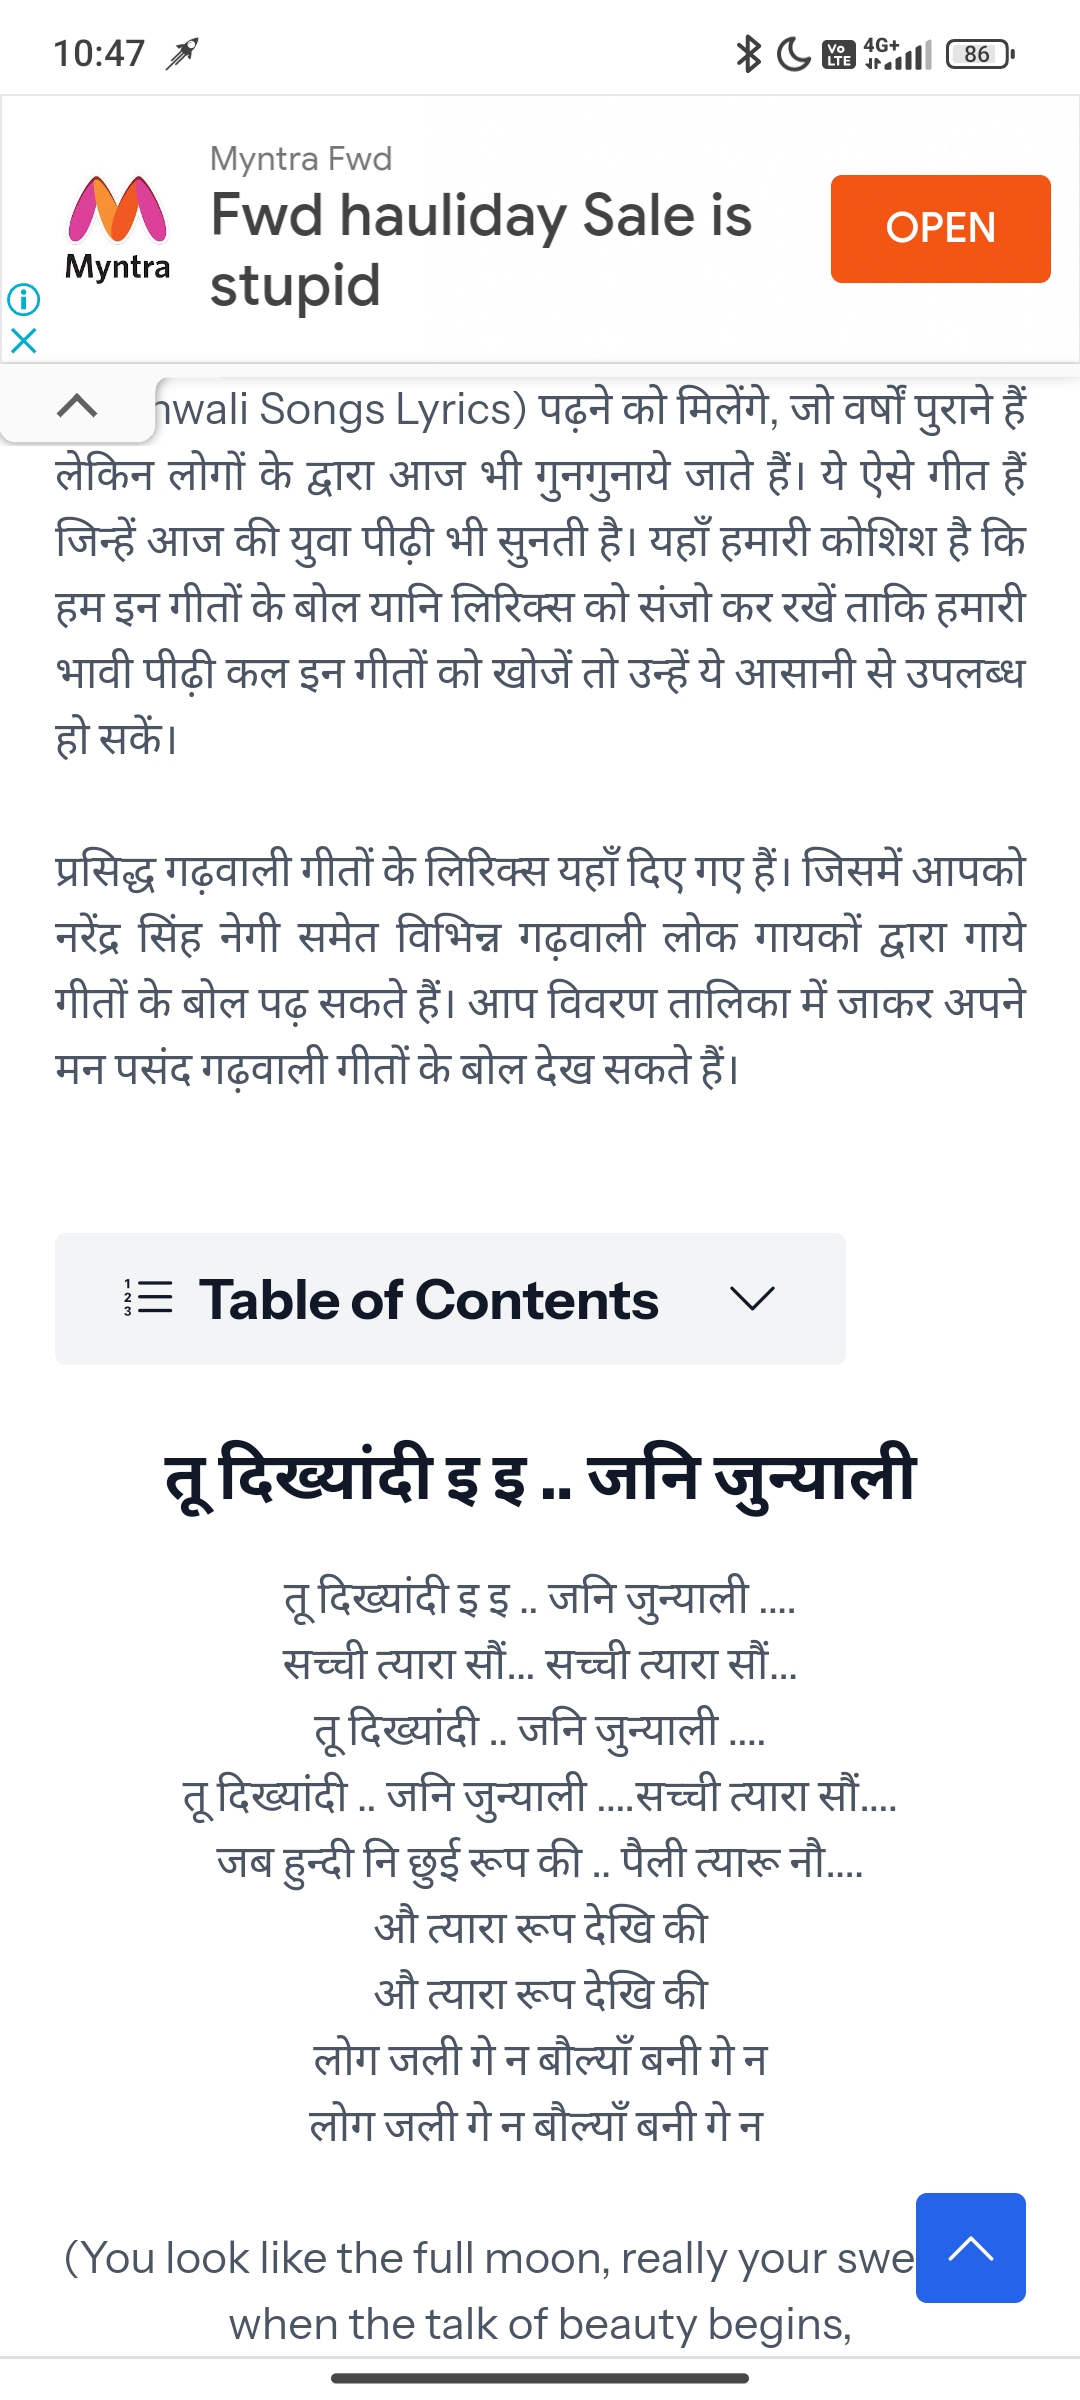 10:47
Vo LTE 4G+ 86
Myntra Fwd
Fwd hauliday Sale is
stupid
OPEN
Myntra
nwali Songs Lyrics) पढ़ने को मिलेंगे, जो वर्षों पुराने हैं
लेकिन लोगों के द्वारा आज भी गुनगुनाये जाते हैं। ये ऐसे गीत हैं
जिन्हें आज की युवा पीढ़ी भी सुनती है। यहाँ हमारी कोशिश है कि
हम इन गीतों के बोल यानि लिरिक्स को संजो कर रखें ताकि हमारी
भावी पीढ़ी कल इन गीतों को खोजें तो उन्हें ये आसानी से उपलब्ध
हो सकें।
प्रसिद्ध गढ़वाली गीतों के लिरिक्स यहाँ दिए गए हैं। जिसमें आपको
नरेंद्र सिंह नेगी समेत विभिन्न गढ़वाली लोक गायकों द्वारा गाये
गीतों के बोल पढ़ सकते हैं। आप विवरण तालिका में जाकर अपने
मन पसंद गढ़वाली गीतों के बोल देख सकते हैं।
Table of Contents
तू दिख्यांदी इ इ .. जनि जुन्याली
तू दिख्यांदी इ इ .. जनि जुन्याली ....
सच्ची त्यारा सौं... सच्ची त्यारा सौं...
तू दिख्यांदी .. जनि जुन्याली ....
तू दिख्यांदी .. जनि जुन्याली ....सच्ची त्यारा सौं....
जब हुन्दी नि छुई रूप की .. पैली त्यारू नौ....
औ त्यारा रूप देखि की
औ त्यारा रूप देखि की
लोग जली गे न बौल्याँ बनी गे न
लोग जली गे न बौल्याँ बनी गे न
(You look like the full moon, really your swe
when the talk of beauty begins,